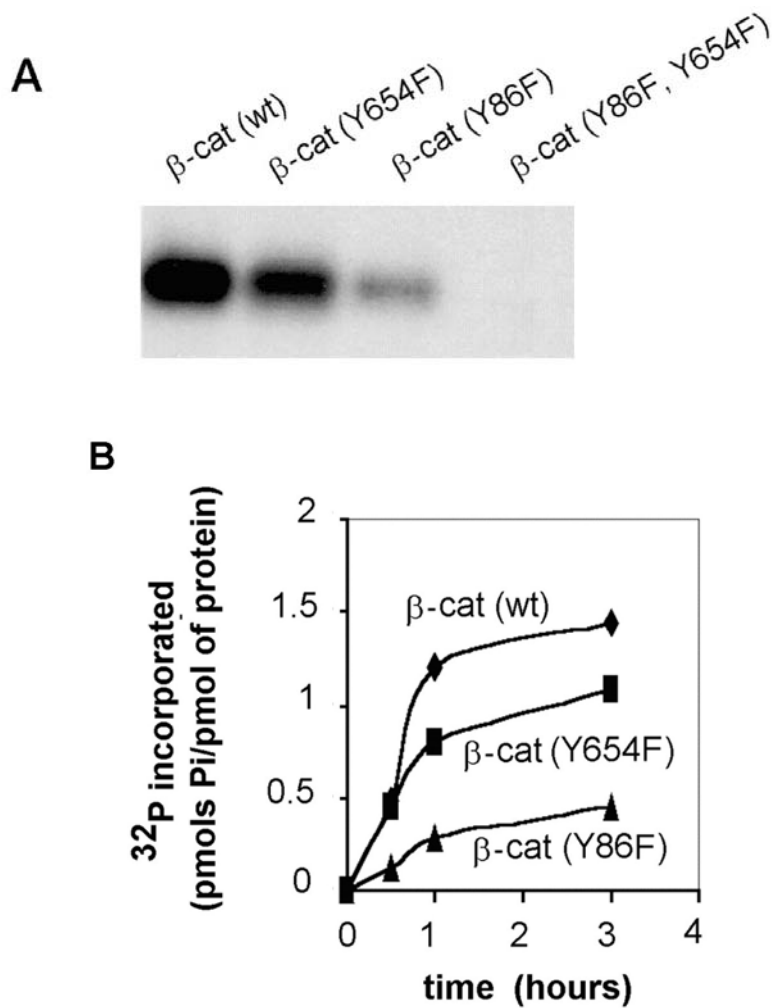 A
β-cat (wt)
β-cat (Y654F)
β-cat (Y86F)
β-cat (Y86F, Y654F)
B
32P incorporated
(pmols Pi/pmol of protein)
2
1.5
1
0.5
0
β-cat (wt)
β-cat (Y654F)
β-cat (Y86F)
0
1
2
3
4
time (hours)